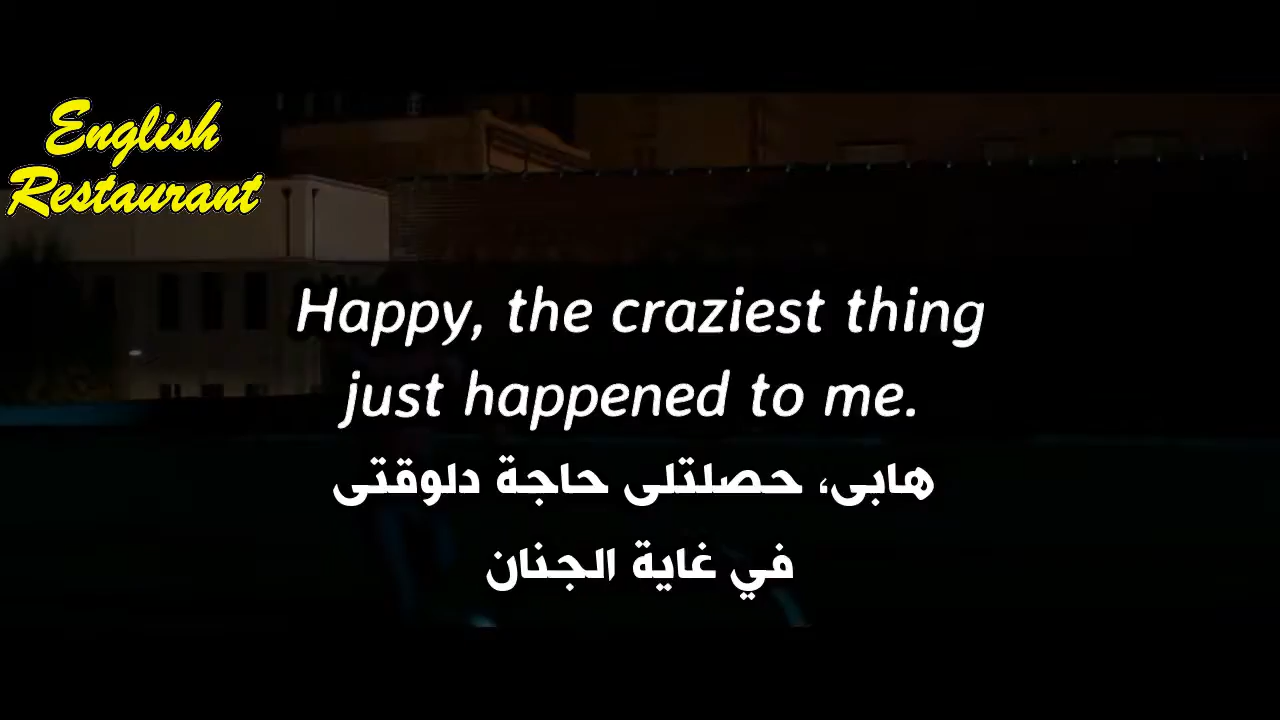 English
Restaurant
Happy, the craziest thing
just happened to me.
هابى، حصلتلى حاجة دلوقتى
في غاية الجنان